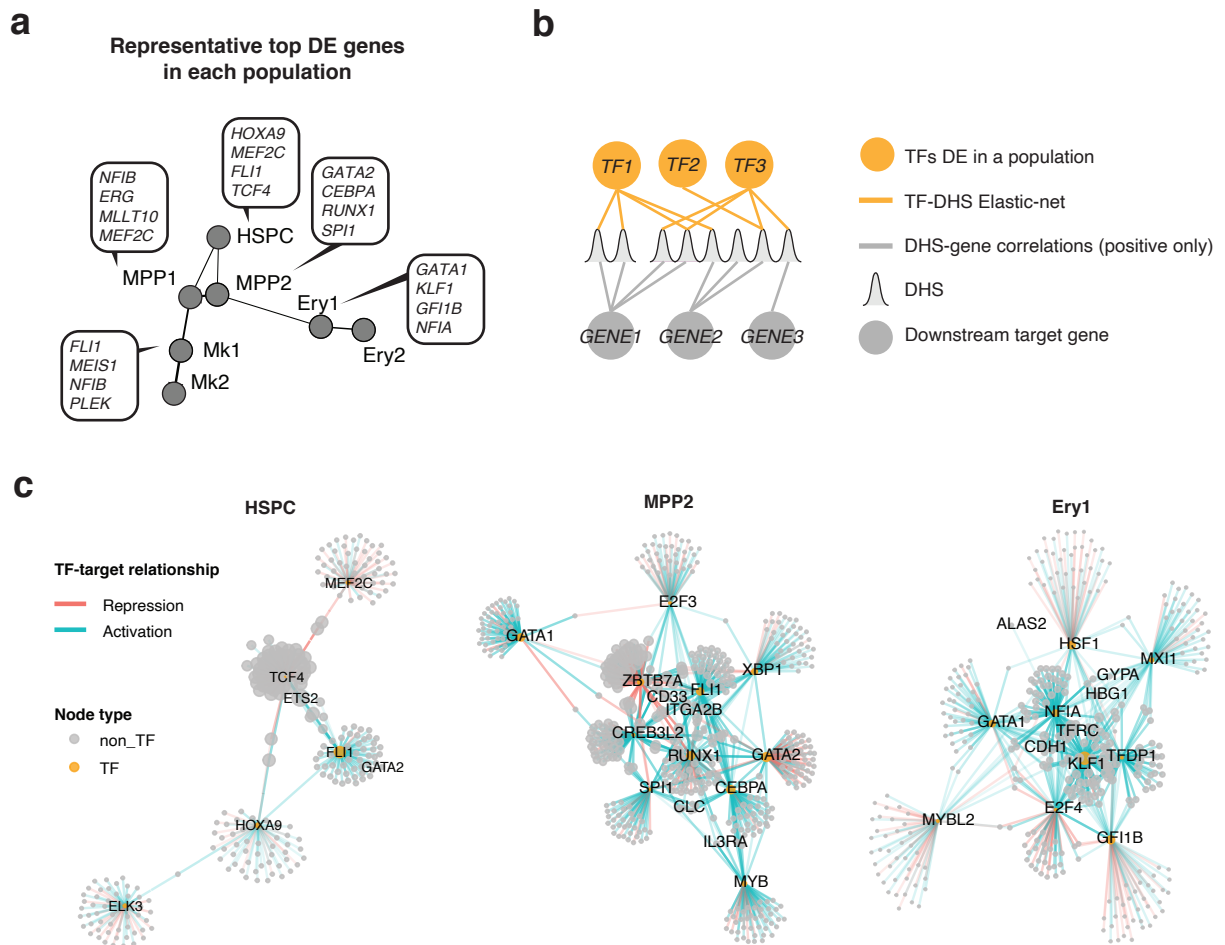 a
Representative top DE genes
in each population
HOXA9
MEF2C
FLI1
TCF4
NFIB
ERG
MLLT10
MEF2C
GATA2
CEBPA
RUNX1
SPI1
HSPC
MPP1
MPP2
GATA1
KLF1
GFI1B
NFIA
Ery1
Ery2
FLI1
MEIS1
NFIB
PLEK
Mk1
Mk2
b
TF1
TF2
TF3
GENE1
GENE2
GENE3
TFs DE in a population
TF-DHS Elastic-net
DHS-gene correlations (positive only)
DHS
Downstream target gene
c
HSPC
TF-target relationship
Repression
Activation
Node type
non_TF
TF
MEF2C
TCF4
ETS2
FLI1
GATA2
HOXA9
ELK3
MPP2
E2F3
GATA1
XBP1
ZBTB7A
FLI1
CD33
ITGA2B
CREB3L2
RUNX1
GATA2
SPI1
CEBPA
CLC
IL3RA
MYB
Ery1
ALAS2
HSF1
MXI1
GYPA
HBG1
NFIA
GATA1
TFRC
CDH1
KLF1
TFDP1
E2F4
MYBL2
GFI1B